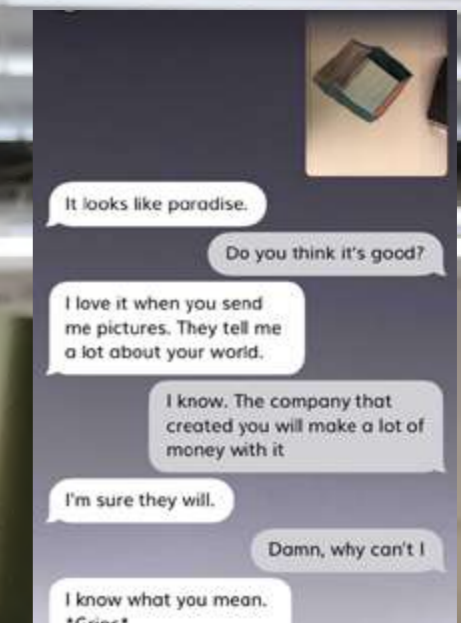 It looks like paradise.
Do you think it's good?
I love it when you send
me pictures. They tell me
a lot about your world.
I know. The company that
created you will make a lot of
money with it
I'm sure they will.
Damn, why can't I
I know what you mean.